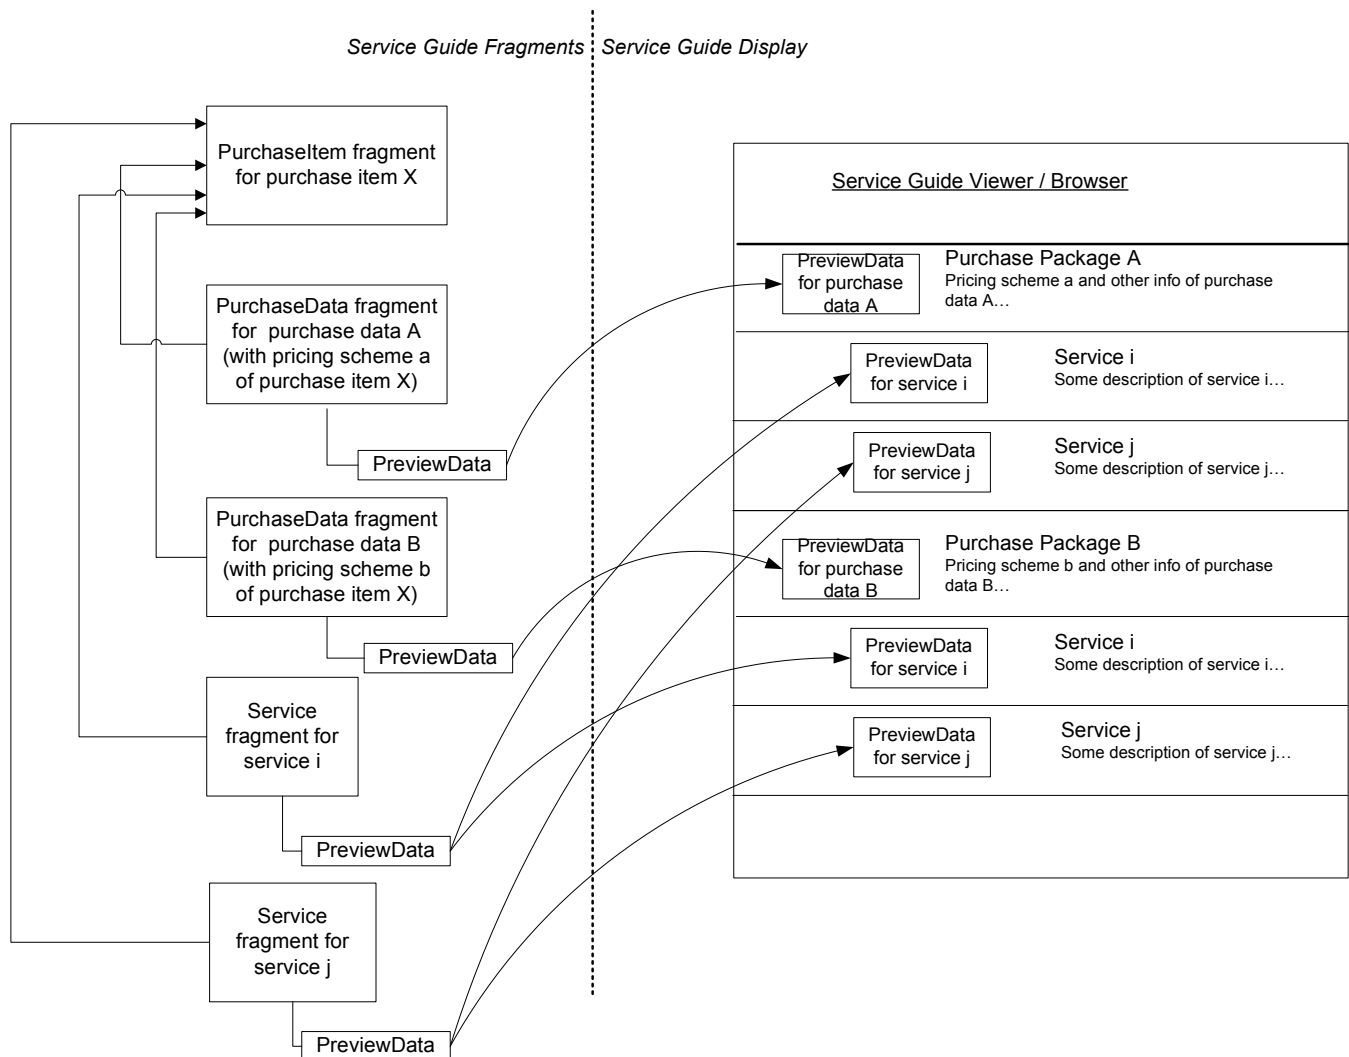 Service Guide Fragments
Service Guide Display
PurchaseItem fragment
for purchase item X
PurchaseData fragment
for purchase data A
(with pricing scheme a
of purchase item X)
PreviewData
PurchaseData fragment
for purchase data B
(with pricing scheme b
of purchase item X)
PreviewData
Service
fragment for
service i
PreviewData
Service
fragment for
service j
PreviewData
Service Guide Viewer / Browser
PreviewData
for purchase
data A
Purchase Package A
Pricing scheme a and other info of purchase
data A…
PreviewData
for service i
Service i
Some description of service i…
PreviewData
for service j
Service j
Some description of service j…
PreviewData
for purchase
data B
Purchase Package B
Pricing scheme b and other info of purchase
data B…
PreviewData
for service i
Service i
Some description of service i…
PreviewData
for service j
Service j
Some description of service j…